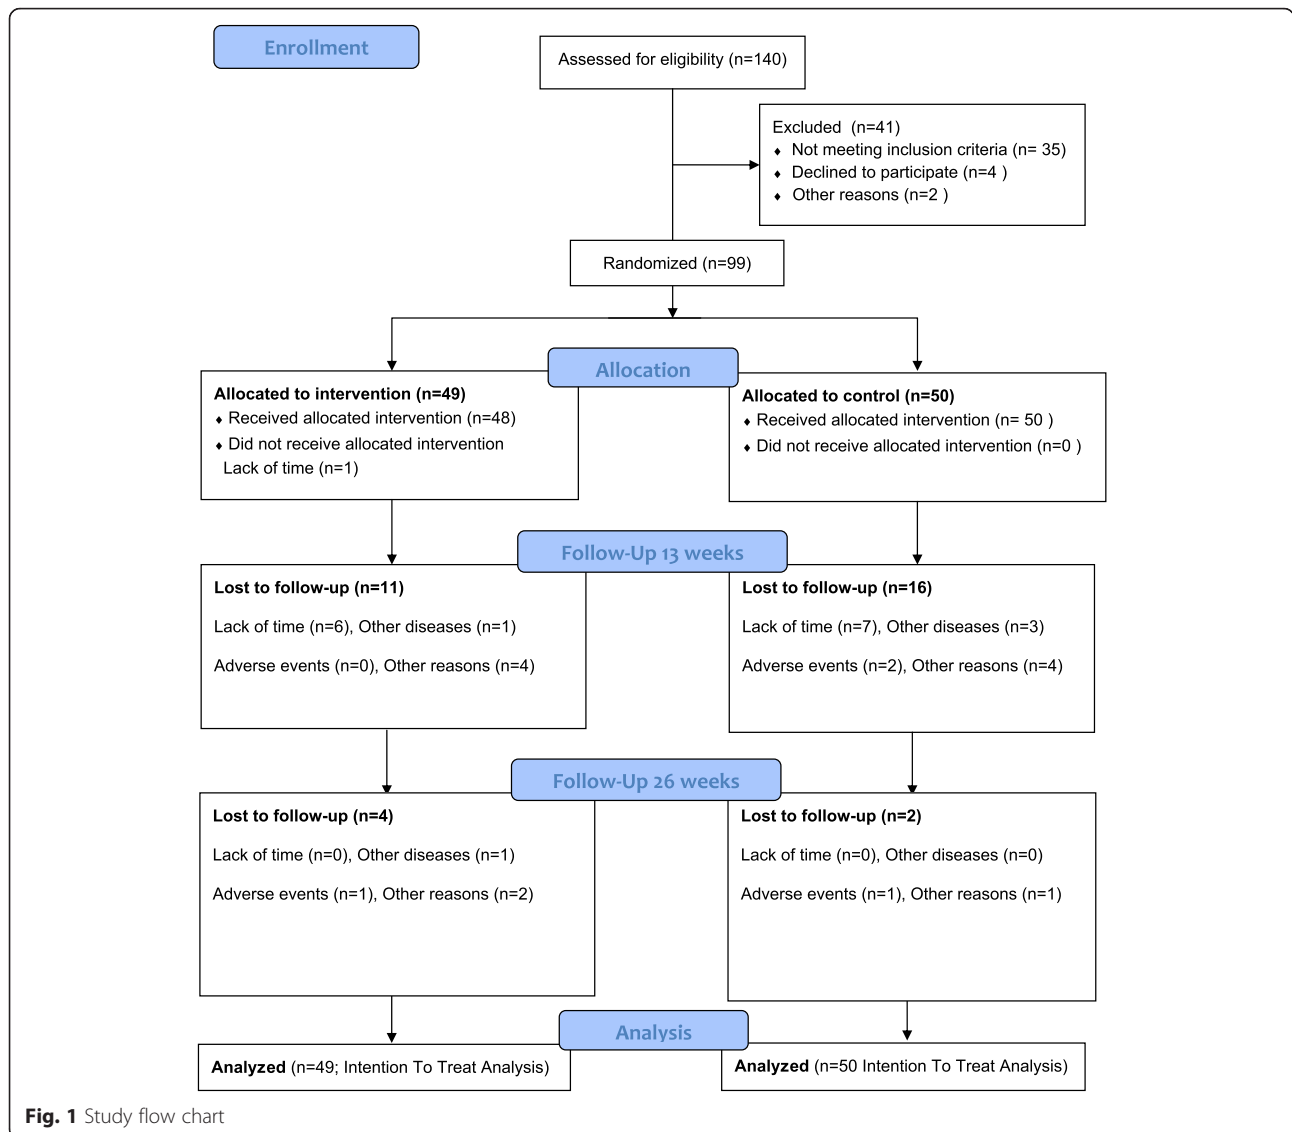 Enrollment
Assessed for eligibility (n=140)
Excluded (n=41)
♦ Not meeting inclusion criteria (n= 35)
♦ Declined to participate (n=4 )
♦ Other reasons (n=2 )
Randomized (n=99)
Allocation
Allocated to intervention (n=49)
♦ Received allocated intervention (n=48)
♦ Did not receive allocated intervention
Lack of time (n=1)
Allocated to control (n=50)
♦ Received allocated intervention (n= 50 )
♦ Did not receive allocated intervention (n=0 )
Follow-Up 13 weeks
Lost to follow-up (n=11)
Lack of time (n=6), Other diseases (n=1)
Adverse events (n=0), Other reasons (n=4)
Lost to follow-up (n=16)
Lack of time (n=7), Other diseases (n=3)
Adverse events (n=2), Other reasons (n=4)
Follow-Up 26 weeks
Lost to follow-up (n=4)
Lack of time (n=0), Other diseases (n=1)
Adverse events (n=1), Other reasons (n=2)
Lost to follow-up (n=2)
Lack of time (n=0), Other diseases (n=0)
Adverse events (n=1), Other reasons (n=1)
Analysis
Analyzed (n=49; Intention To Treat Analysis)
Analyzed (n=50 Intention To Treat Analysis)
Fig. 1 Study flow chart